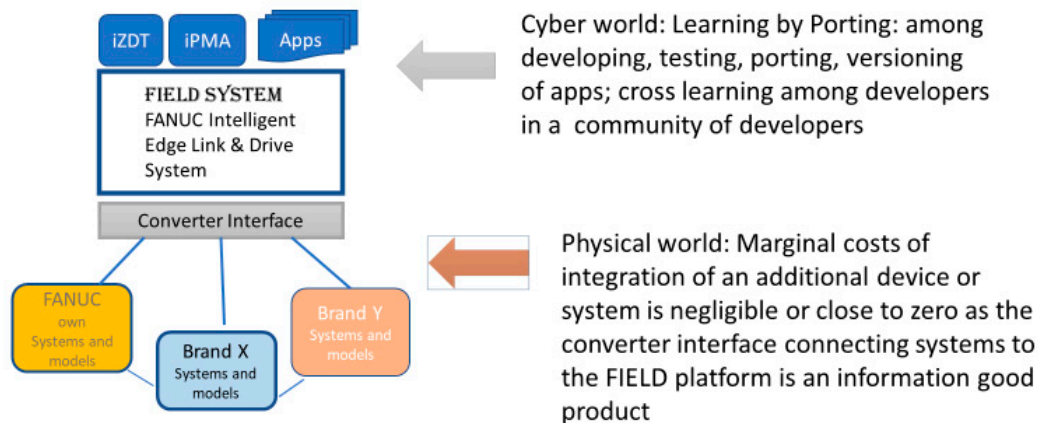 iZDT
iPMA
Apps
FIELD SYSTEM
FANUC Intelligent
Edge Link & Drive
System
Converter Interface
FANUC
own
Systems and
models
Brand X
Systems and
models
Brand Y
Systems and
models
Cyber world: Learning by Porting: among
developing, testing, porting, versioning
of apps; cross learning among developers
in a community of developers
Physical world: Marginal costs of
integration of an additional device or
system is negligible or close to zero as the
converter interface connecting systems to
the FIELD platform is an information good
product